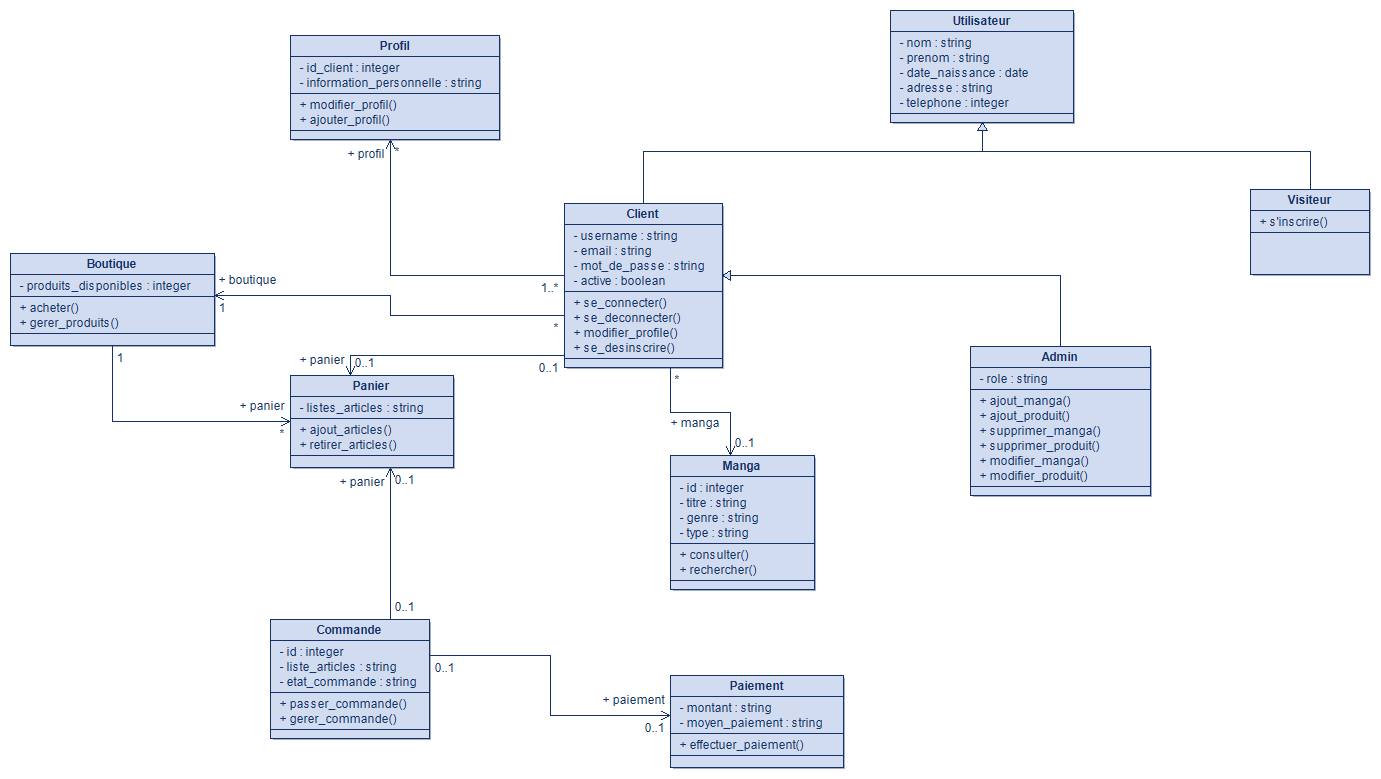 Utilisateur
- nom : string
- prenom : string
- date_naissance : date
- adresse : string
- telephone : integer
Profil
- id_client : integer
- information_personnelle : string
+ modifier_profil()
+ ajouter_profil()
+ profil
*
Visiteur
+ s'inscrire()
Client
- username : string
- email : string
- mot_de_passe : string
- active : boolean
+ se_connecter()
+ se_deconnecter()
+ modifier_profile()
+ se_desinscrire()
1..*
*
0..1
*
Boutique
- produits_disponibles : integer
+ acheter()
+ gerer_produits()
+ boutique
1
1
+ panier
0..1
Panier
- listes_articles : string
+ ajout_articles()
+ retirer_articles()
+ panier
*
+ panier
0..1
Admin
- role : string
+ ajout_manga()
+ ajout_produit()
+ supprimer_manga()
+ supprimer_produit()
+ modifier_manga()
+ modifier_produit()
+ manga
0..1
Manga
- id : integer
- titre : string
- genre : string
- type : string
+ consulter()
+ rechercher()
0..1
Commande
- id : integer
- liste_articles : string
- etat_commande : string
+ passer_commande()
+ gerer_commande()
0..1
+ paiement
0..1
Paiement
- montant : string
- moyen_paiement : string
+ effectuer_paiement()